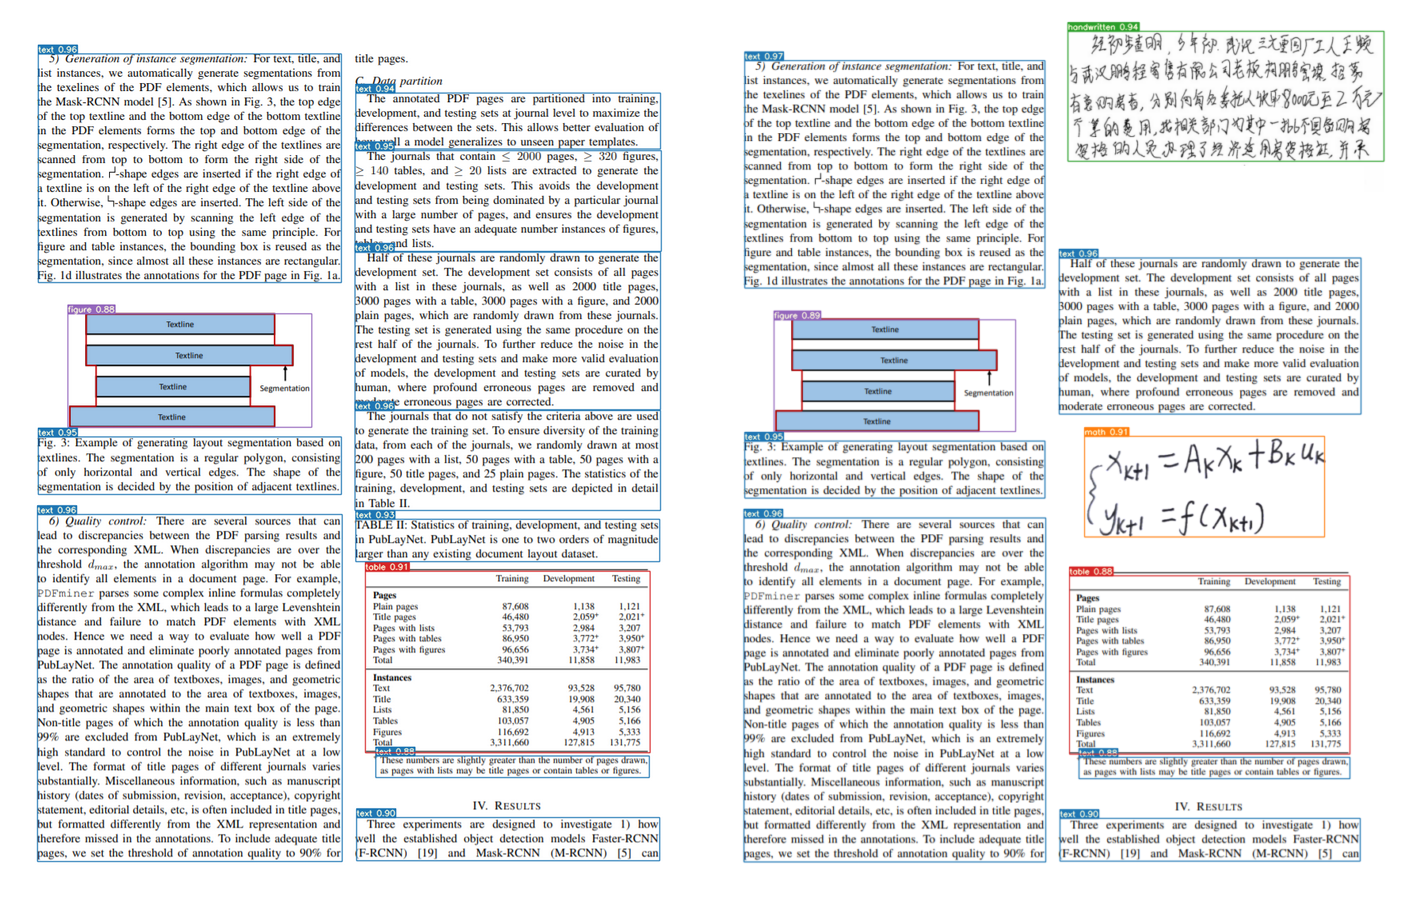 text 0.96
5) Generation of instance segmentation: For text, title, and
list instances, we automatically generate segmentations from
the texelines of the PDF elements, which allows us to train
the Mask-RCNN model [5]. As shown in Fig. 3, the top edge
of the top textline and the bottom edge of the bottom textline
in the PDF elements forms the top and bottom edge of the
segmentation, respectively. The right edge of the textlines are
scanned from top to bottom to form the right side of the
segmentation. -shape edges are inserted if the right edge of
a textline is on the left of the right edge of the textline above
it. Otherwise, -shape edges are inserted. The left side of the
segmentation is generated by scanning the left edge of the
textlines from bottom to top using the same principle. For
figure and table instances, the bounding box is reused as the
segmentation, since almost all these instances are rectangular.
Fig. 1d illustrates the annotations for the PDF page in Fig. 1a.
figure 0.88
Textline
Textline
Textline
Segmentation
Textline
text 0.95
Fig. 3: Example of generating layout segmentation based on
textlines. The segmentation is a regular polygon, consisting
of only horizontal and vertical edges. The shape of the
segmentation is decided by the position of adjacent textlines.
text 0.96
6) Quality control: There are several sources that can
lead to discrepancies between the PDF parsing results and
the corresponding XML. When discrepancies are over the
threshold dmax, the annotation algorithm may not be able
to identify all elements in a document page. For example,
PDFminer parses some complex inline formulas completely
differently from the XML, which leads to a large Levenshtein
distance and failure to match PDF elements with XML
nodes. Hence we need a way to evaluate how well a PDF
page is annotated and eliminate poorly annotated pages from
PubLayNet. The annotation quality of a PDF page is defined
as the ratio of the area of textboxes, images, and geometric
shapes that are annotated to the area of textboxes, images,
and geometric shapes within the main text box of the page.
Non-title pages of which the annotation quality is less than
99% are excluded from PubLayNet, which is an extremely
high standard to control the noise in PubLayNet at a low
level. The format of title pages of different journals varies
substantially. Miscellaneous information, such as manuscript
history (dates of submission, revision, acceptance), copyright
statement, editorial details, etc, is often included in title pages,
but formatted differently from the XML representation and
therefore missed in the annotations. To include adequate title
pages, we set the threshold of annotation quality to 90% for
title pages.
C. Data partition
text 0.94
The annotated PDF pages are partitioned into training,
development, and testing sets at journal level to maximize the
differences between the sets. This allows better evaluation of
a model generalizes to unseen paper templates.
text 0.95
The journals that contain ≤ 2000 pages, ≥ 320 figures,
≥ 140 tables, and ≥ 20 lists are extracted to generate the
development and testing sets. This avoids the development
and testing sets from being dominated by a particular journal
with a large number of pages, and ensures the development
and testing sets have an adequate number instances of figures,
and lists.
text 0.96
Half of these journals are randomly drawn to generate the
development set. The development set consists of all pages
with a list in these journals, as well as 2000 title pages,
3000 pages with a table, 3000 pages with a figure, and 2000
plain pages, which are randomly drawn from these journals.
The testing set is generated using the same procedure on the
rest half of the journals. To further reduce the noise in the
development and testing sets and make more valid evaluation
of models, the development and testing sets are curated by
human, where profound erroneous pages are removed and
erroneous pages are corrected.
text 0.96
The journals that do not satisfy the criteria above are used
to generate the training set. To ensure diversity of the training
data, from each of the journals, we randomly drawn at most
200 pages with a list, 50 pages with a table, 50 pages with a
figure, 50 title pages, and 25 plain pages. The statistics of the
training, development, and testing sets are depicted in detail
in Table II.
text 0.93
TABLE II: Statistics of training, development, and testing sets
in PubLayNet. PubLayNet is one to two orders of magnitude
larger than any existing document layout dataset.
table 0.91
Training Development Testing
Pages
Plain pages 87,608 1,138 1,121
Title pages 46,480 2,059* 2,021*
Pages with lists 53,793 2,984 3,207
Pages with tables 86,950 3,772* 3,950*
Pages with figures 96,656 3,734* 3,807*
Total 340,391 11,858 11,983
Instances
Text 2,376,702 93,528 95,780
Title 633,359 19,908 20,340
Lists 81,850 4,561 5,156
Tables 103,057 4,905 5,166
Figures 116,692 4,913 5,333
Total 3,311,660 127,815 131,775
text 0.88
These numbers are slightly greater than the number of pages drawn,
as pages with lists may be title pages or contain tables or figures.
IV. RESULTS
text 0.90
Three experiments are designed to investigate 1) how
well the established object detection models Faster-RCNN
(F-RCNN) [19] and Mask-RCNN (M-RCNN) [5] can
text 0.97
5) Generation of instance segmentation: For text, title, and
list instances, we automatically generate segmentations from
the texelines of the PDF elements, which allows us to train
the Mask-RCNN model [5]. As shown in Fig. 3, the top edge
of the top textline and the bottom edge of the bottom textline
in the PDF elements forms the top and bottom edge of the
segmentation, respectively. The right edge of the textlines are
scanned from top to bottom to form the right side of the
segmentation. -shape edges are inserted if the right edge of
a textline is on the left of the right edge of the textline above
it. Otherwise, -shape edges are inserted. The left side of the
segmentation is generated by scanning the left edge of the
textlines from bottom to top using the same principle. For
figure and table instances, the bounding box is reused as the
segmentation, since almost all these instances are rectangular.
Fig. 1d illustrates the annotations for the PDF page in Fig. 1a.
figure 0.89
Textline
Textline
Textline
Segmentation
Textline
text 0.95
Fig. 3: Example of generating layout segmentation based on
textlines. The segmentation is a regular polygon, consisting
of only horizontal and vertical edges. The shape of the
segmentation is decided by the position of adjacent textlines.
text 0.96
6) Quality control: There are several sources that can
lead to discrepancies between the PDF parsing results and
the corresponding XML. When discrepancies are over the
threshold dmax, the annotation algorithm may not be able
to identify all elements in a document page. For example,
PDFminer parses some complex inline formulas completely
differently from the XML, which leads to a large Levenshtein
distance and failure to match PDF elements with XML
nodes. Hence we need a way to evaluate how well a PDF
page is annotated and eliminate poorly annotated pages from
PubLayNet. The annotation quality of a PDF page is defined
as the ratio of the area of textboxes, images, and geometric
shapes that are annotated to the area of textboxes, images,
and geometric shapes within the main text box of the page.
Non-title pages of which the annotation quality is less than
99% are excluded from PubLayNet, which is an extremely
high standard to control the noise in PubLayNet at a low
level. The format of title pages of different journals varies
substantially. Miscellaneous information, such as manuscript
history (dates of submission, revision, acceptance), copyright
statement, editorial details, etc, is often included in title pages,
but formatted differently from the XML representation and
therefore missed in the annotations. To include adequate title
pages, we set the threshold of annotation quality to 90% for
handwritten 0.94
经初步查明,今年初,武汉三 工人王
与武汉鹏程 售有限公司老板 招募
有意购房者,分别向 委托人收取8000元至2万元
不等的费用,找相关部门为其中一批不 购房
资格的人 办理了经济适用房资格证,并
text 0.96
Half of these journals are randomly drawn to generate the
development set. The development set consists of all pages
with a list in these journals, as well as 2000 title pages,
3000 pages with a table, 3000 pages with a figure, and 2000
plain pages, which are randomly drawn from these journals.
The testing set is generated using the same procedure on the
rest half of the journals. To further reduce the noise in the
development and testing sets and make more valid evaluation
of models, the development and testing sets are curated by
human, where profound erroneous pages are removed and
moderate erroneous pages are corrected.
math 0.91
xK+1 = AK xK + BK uK
yK+1 = f(xK+1)
table 0.88
Training Development Testing
Pages
Plain pages 87,608 1,138 1,121
Title pages 46,480 2,059* 2,021*
Pages with lists 53,793 2,984 3,207
Pages with tables 86,950 3,772* 3,950*
Pages with figures 96,656 3,734* 3,807*
Total 340,391 11,858 11,983
Instances
Text 2,376,702 93,528 95,780
Title 633,359 19,908 20,340
Lists 81,850 4,561 5,156
Tables 103,057 4,905 5,166
Figures 116,692 4,913 5,333
Total 3,311,660 127,815 131,775
text 0.88
These numbers are slightly greater than the number of pages drawn,
as pages with lists may be title pages or contain tables or figures.
IV. RESULTS
text 0.90
Three experiments are designed to investigate 1) how
well the established object detection models Faster-RCNN
(F-RCNN) [19] and Mask-RCNN (M-RCNN) [5] can